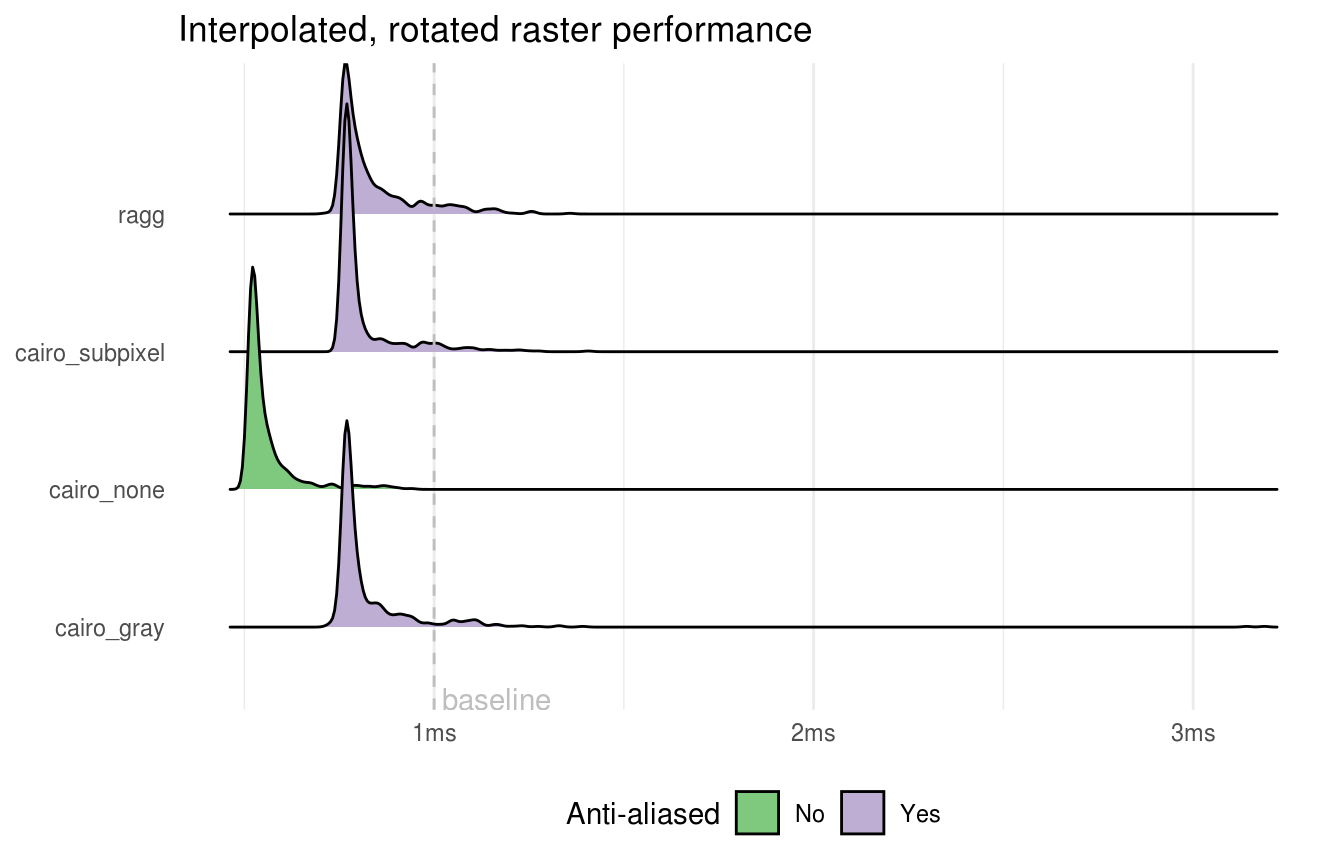 Interpolated, rotated raster performance
ragg
cairo_subpixel
cairo_none
cairo_gray
baseline
1ms 2ms 3ms
Anti-aliased No Yes